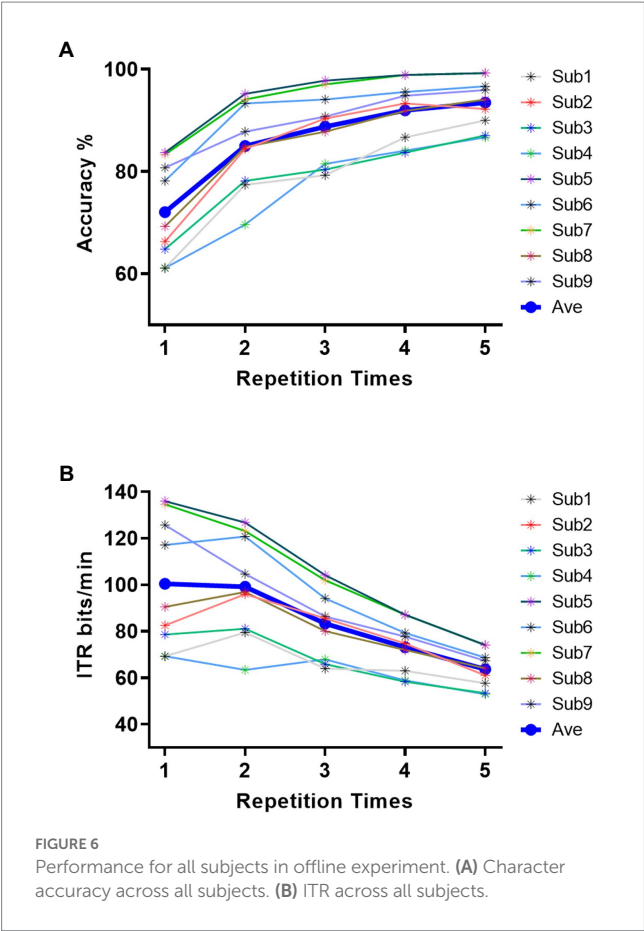 A
Accuracy %
100
80
60
1 2 3 4 5
Repetition Times
Sub1
Sub2
Sub3
Sub4
Sub5
Sub6
Sub7
Sub8
Sub9
Ave
B
ITR bits/min
140
120
100
80
60
40
1 2 3 4 5
Repetition Times
Sub1
Sub2
Sub3
Sub4
Sub5
Sub6
Sub7
Sub8
Sub9
Ave
FIGURE 6
Performance for all subjects in offline experiment. (A) Character
accuracy across all subjects. (B) ITR across all subjects.